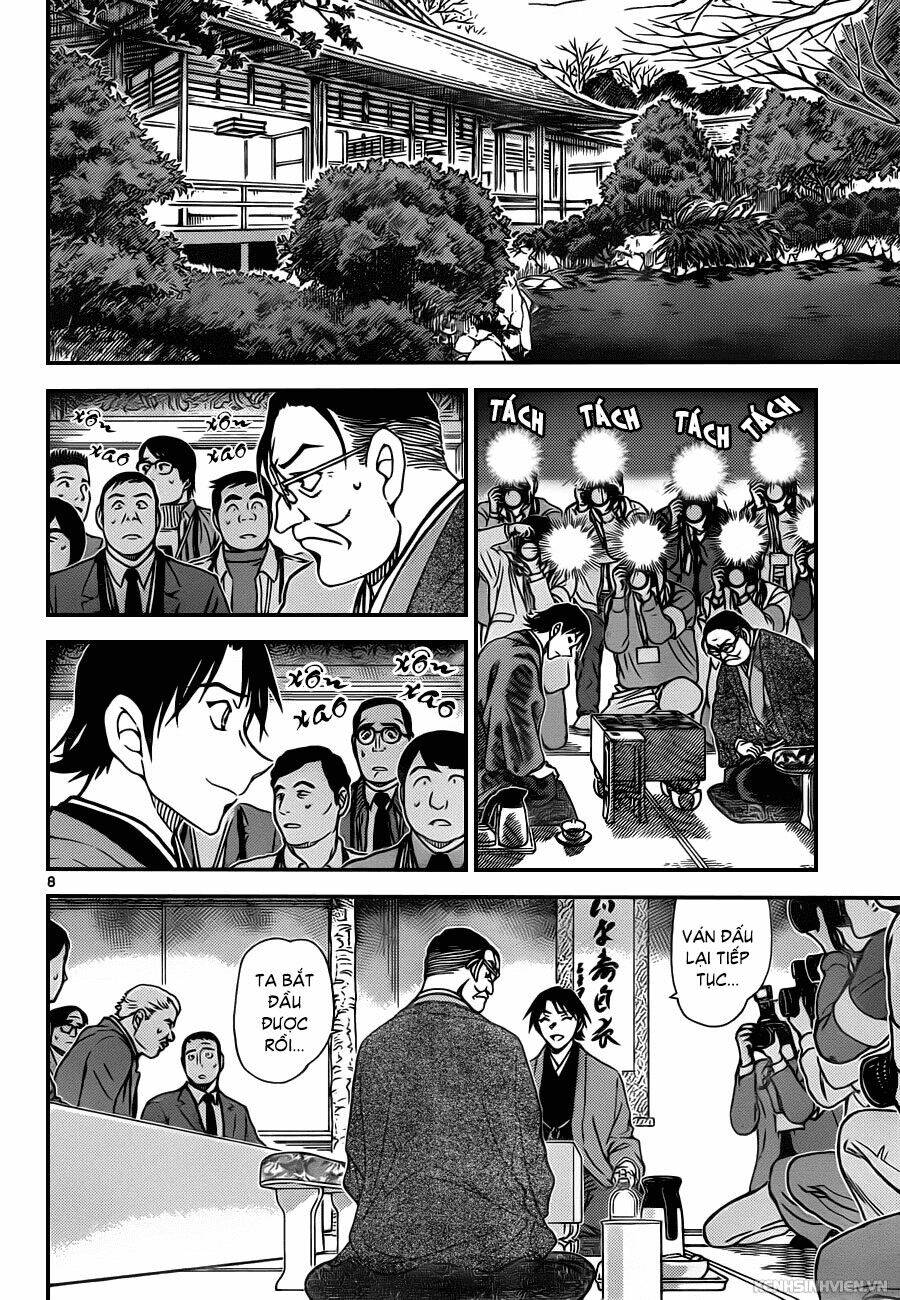 TÁCH
TÁCH
TÁCH
TÁCH
xôn
xao
xôn
xao
xôn
xao
xôn
xao
8
VÁN ĐẤU
LẠI TIẾP
TỤC...
TA BẮT
ĐẦU
ĐƯỢC
RỒI...
KENHSINHVIEN.VN